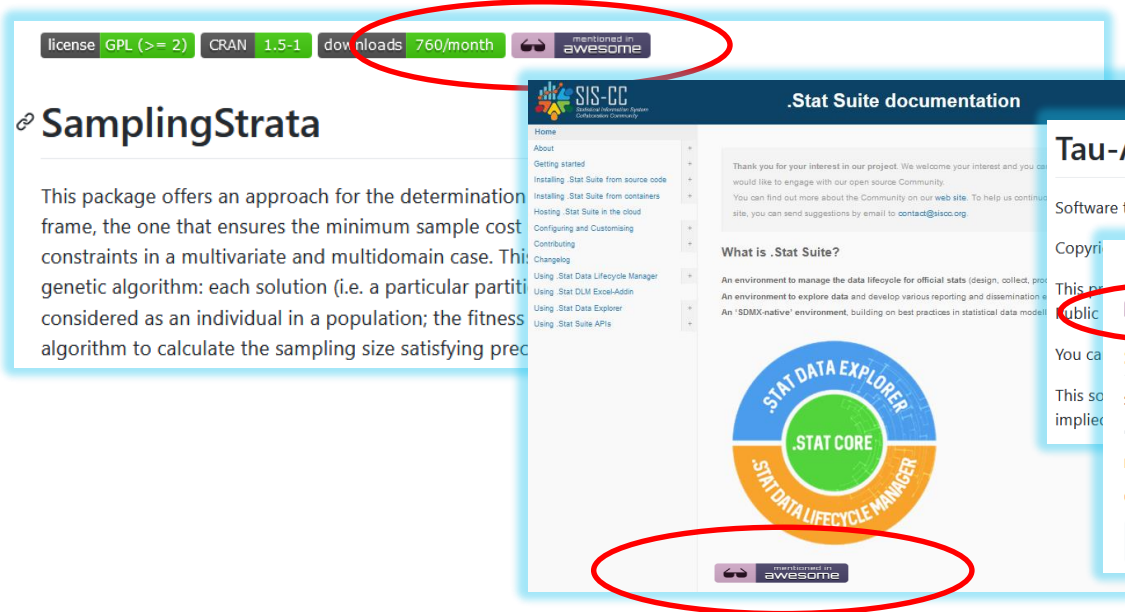 license GPL (>= 2) CRAN 1.5-1 downloads 760/month mentioned in awesome
SamplingStrata
This package offers an approach for the determination
frame, the one that ensures the minimum sample cost
constraints in a multivariate and multidomain case. This
genetic algorithm: each solution (i.e. a particular partiti
considered as an individual in a population; the fitness
algorithm to calculate the sampling size satisfying prec
SIS-CC
Statistical Information System
Collaboration Community
.Stat Suite documentation
Home
About
Getting started
Installing .Stat Suite from source code
Installing .Stat Suite from containers
Hosting .Stat Suite in the cloud
Configuring and Customising
Contributing
Changelog
Using .Stat Data Lifecycle Manager
Using .Stat DLM Excel-Addin
Using .Stat Data Explorer
Using .Stat Suite APIs
Thank you for your interest in our project. We welcome your interest and you ca
would like to engage with our open source Community.
You can find out more about the Community on our web site. To help us continu
site, you can send suggestions by email to contact@siscc.org.
What is .Stat Suite?
An environment to manage the data lifecycle for official stats (design, collect, proc
An environment to explore data and develop various reporting and dissemination e
An 'SDMX-native' environment, building on best practices in statistical data modell
.STAT DATA EXPLORER
.STAT CORE
.STAT DATA LIFECYCLE MANAGER
mentioned in awesome
Tau-A
Software t
Copyri
This pr
Public
You ca
This so
implied